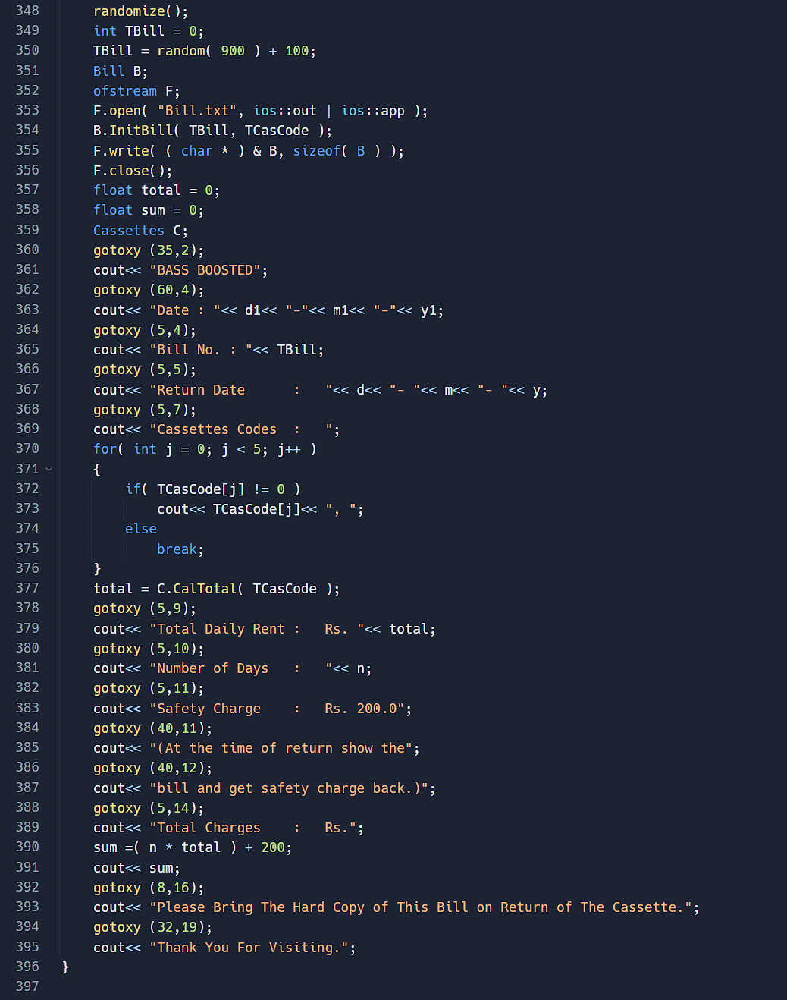 348 randomize();
349 int TBill = 0;
350 TBill = random( 900 ) + 100;
351 Bill B;
352 ofstream F;
353 F.open( "Bill.txt", ios::out | ios::app );
354 B.InitBill( TBill, TCasCode );
355 F.write( ( char * ) & B, sizeof( B ) );
356 F.close();
357 float total = 0;
358 float sum = 0;
359 Cassettes C;
360 gotoxy (35,2);
361 cout<< "BASS BOOSTED";
362 gotoxy (60,4);
363 cout<< "Date : "<< d1<< "-"<< m1<< "-"<< y1;
364 gotoxy (5,4);
365 cout<< "Bill No. : "<< TBill;
366 gotoxy (5,5);
367 cout<< "Return Date      :   "<< d<< "- "<< m<< "- "<< y;
368 gotoxy (5,7);
369 cout<< "Cassettes Codes  :   ";
370 for( int j = 0; j < 5; j++ )
371 {
372     if( TCasCode[j] != 0 )
373         cout<< TCasCode[j]<< ", ";
374     else
375         break;
376 }
377 total = C.CalTotal( TCasCode );
378 gotoxy (5,9);
379 cout<< "Total Daily Rent :   Rs. "<< total;
380 gotoxy (5,10);
381 cout<< "Number of Days   :   "<< n;
382 gotoxy (5,11);
383 cout<< "Safety Charge    :   Rs. 200.0";
384 gotoxy (40,11);
385 cout<< "(At the time of return show the";
386 gotoxy (40,12);
387 cout<< "bill and get safety charge back.)";
388 gotoxy (5,14);
389 cout<< "Total Charges    :   Rs.";
390 sum =( n * total ) + 200;
391 cout<< sum;
392 gotoxy (8,16);
393 cout<< "Please Bring The Hard Copy of This Bill on Return of The Cassette.";
394 gotoxy (32,19);
395 cout<< "Thank You For Visiting.";
396 }
397